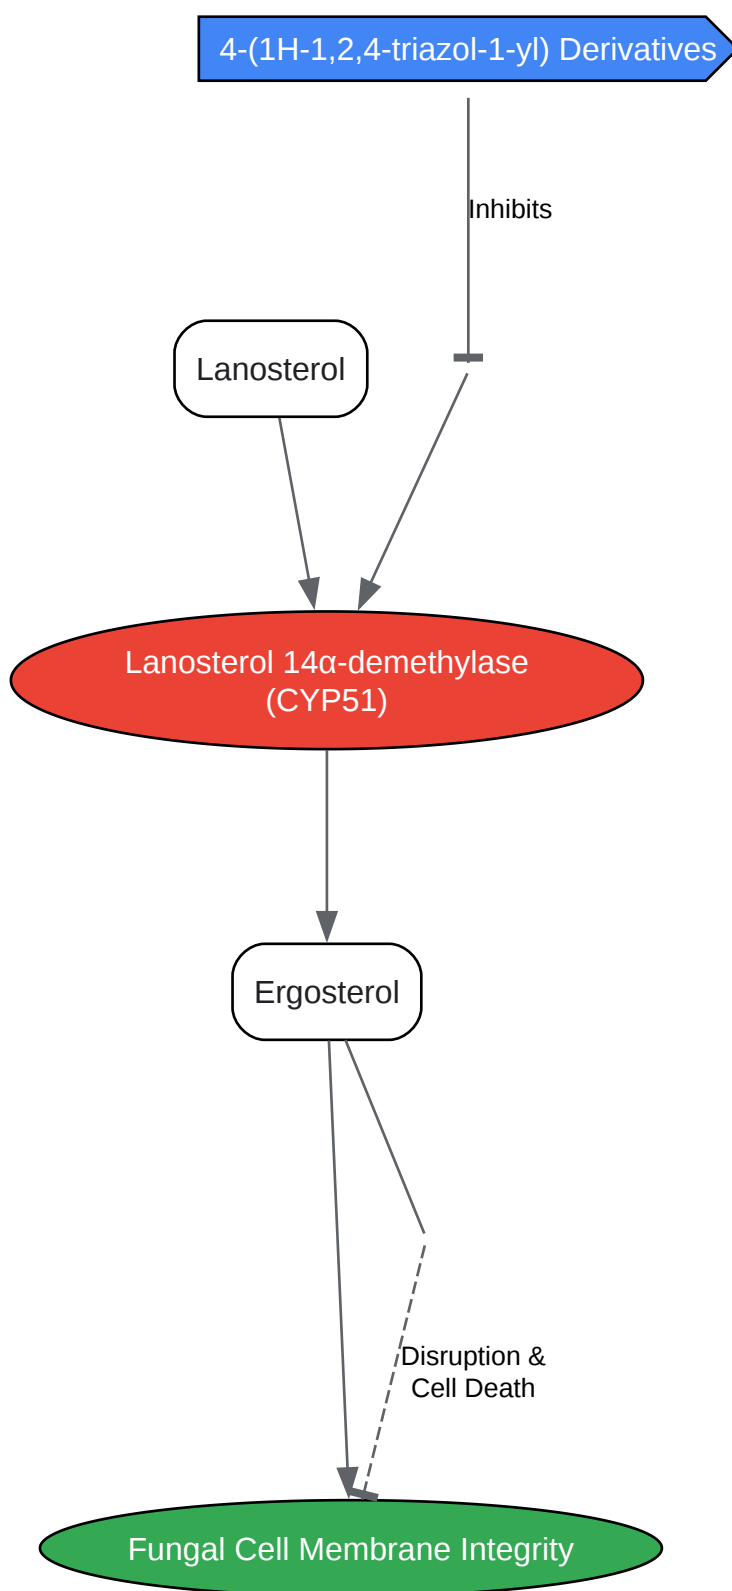 4-(1H-1,2,4-triazol-1-yl) Derivatives
Inhibits
Lanosterol
Lanosterol 14α-demethylase
(CYP51)
Ergosterol
Disruption &
Cell Death
Fungal Cell Membrane Integrity